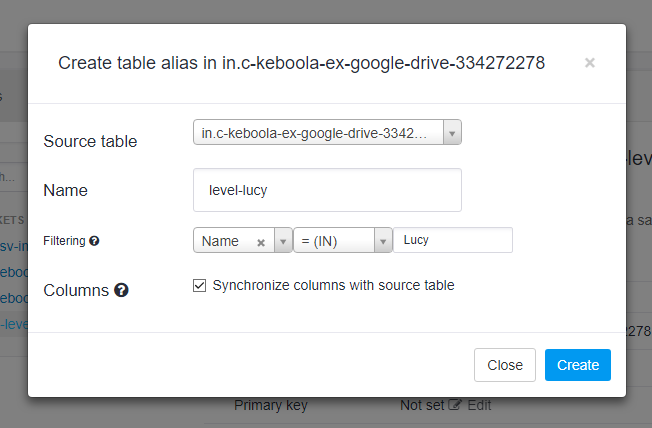 Create table alias in in.c-keboola-ex-google-drive-334272278 ×
Source table in.c-keboola-ex-google-drive-3342...
Name level-lucy
Filtering Name × = (IN) Lucy
Columns Synchronize columns with source table
Close Create
Primary key Not set Edit